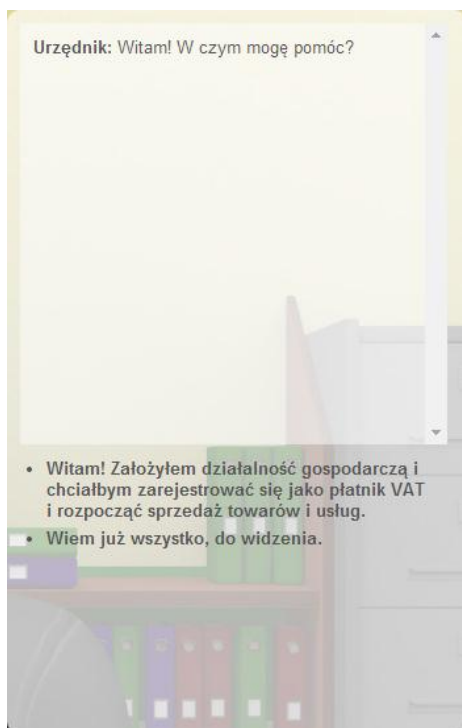 Urzędnik: Witam! W czym mogę pomóc?
• Witam! Założyłem działalność gospodarczą i
chciałbym zarejestrować się jako płatnik VAT
i rozpocząć sprzedaż towarów i usług.
• Wiem już wszystko, do widzenia.